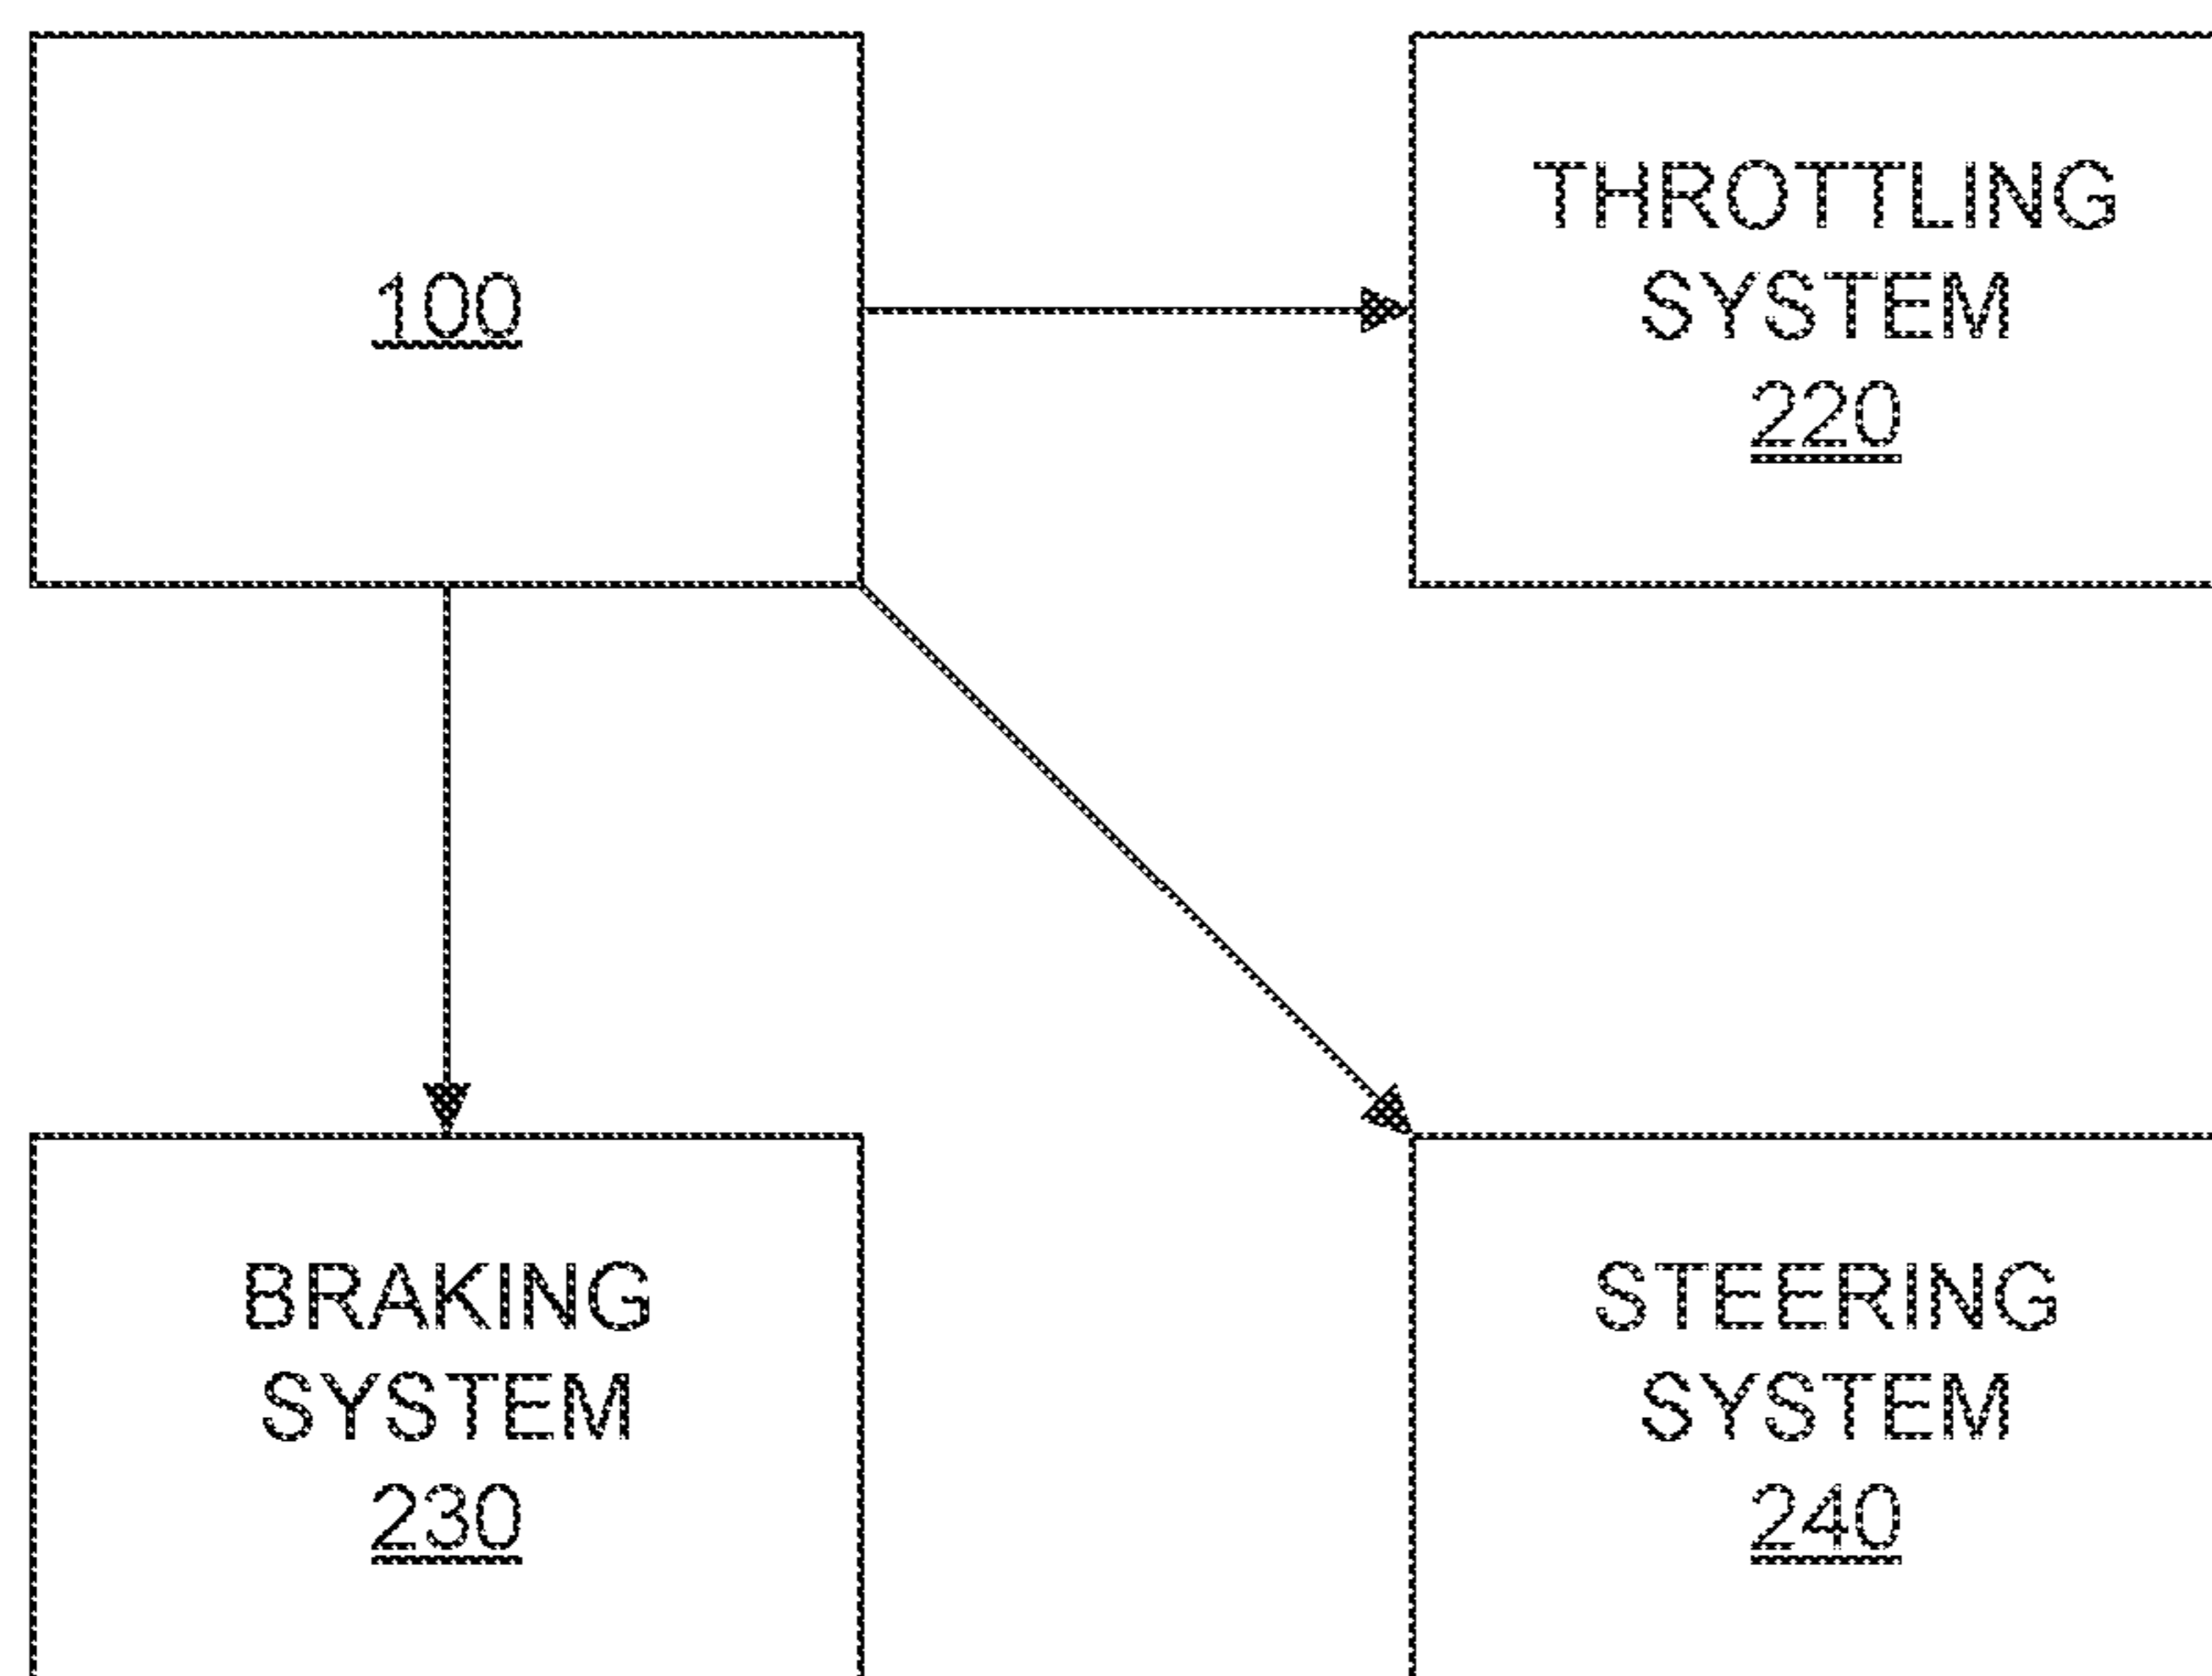 100
THROTTLING
SYSTEM
220
BRAKING
SYSTEM
230
STEERING
SYSTEM
240